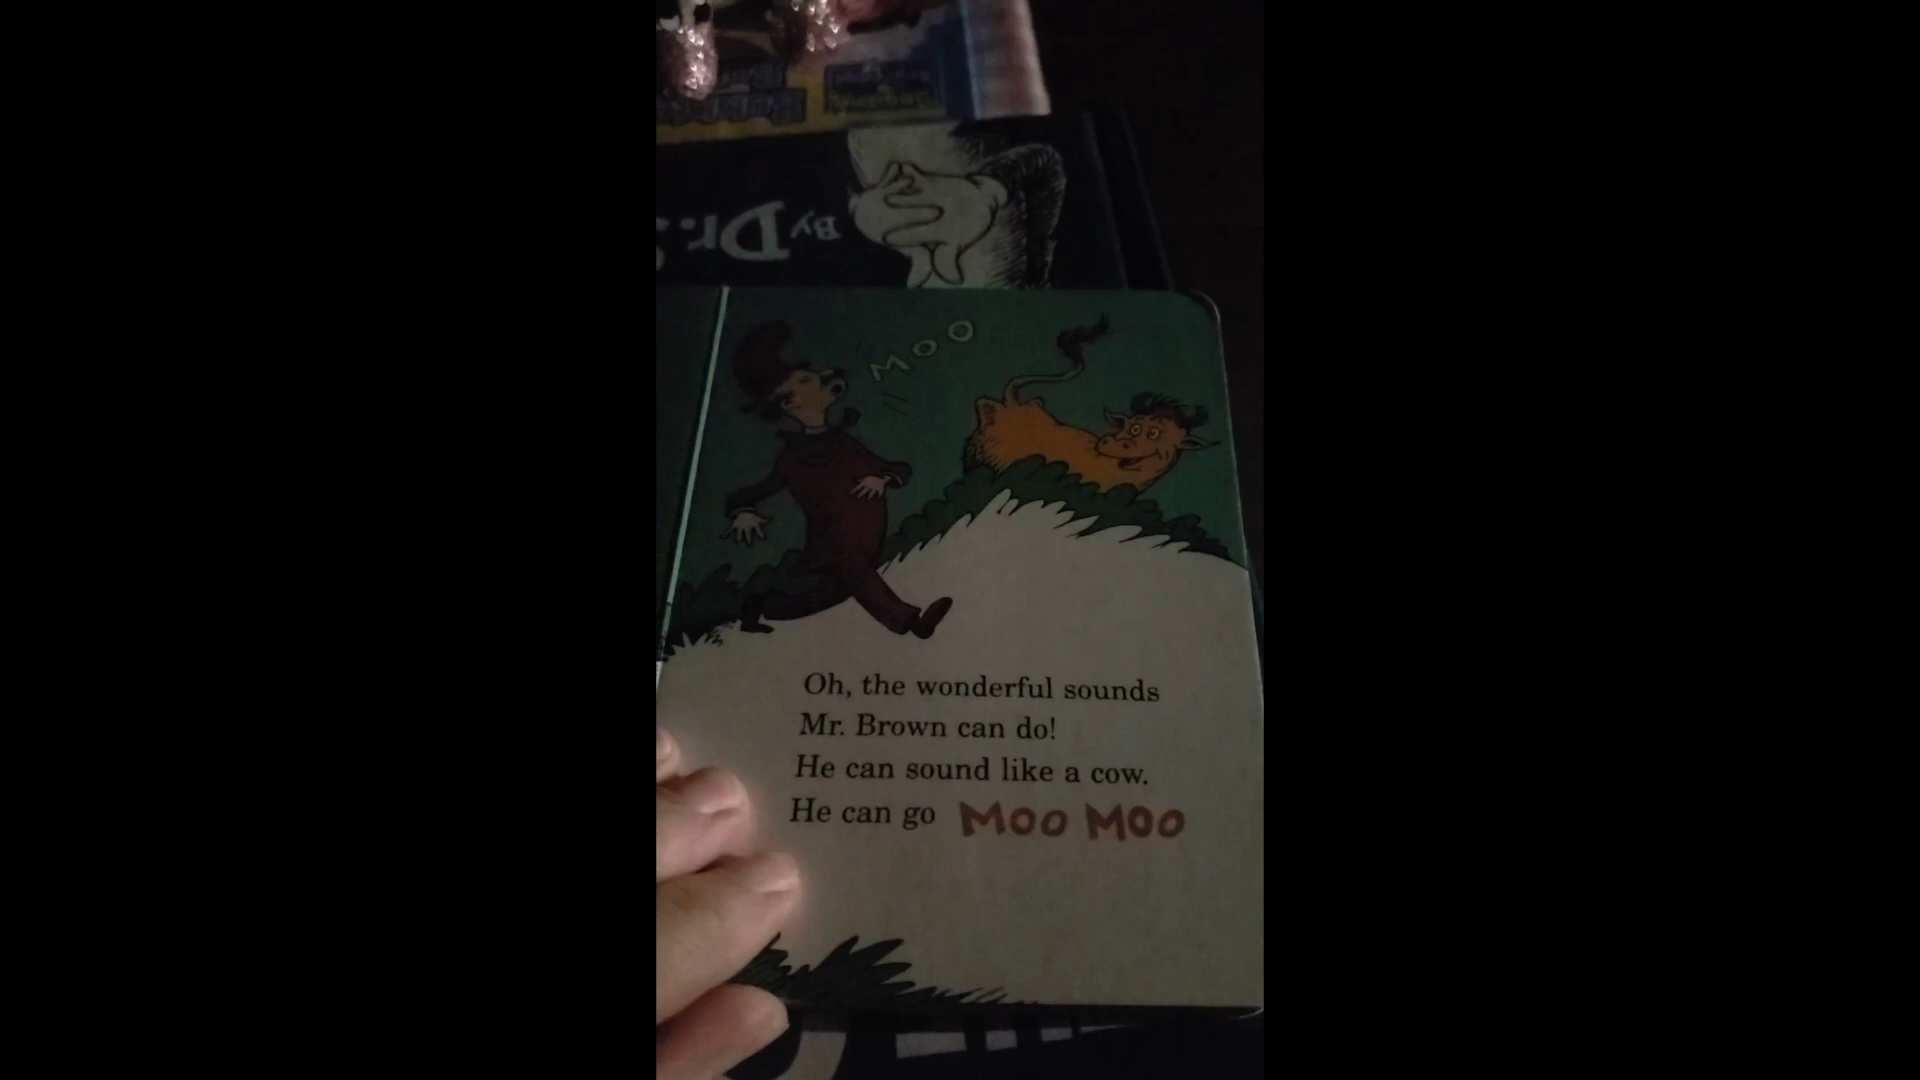 By Dr.
MOO
Oh, the wonderful sounds
Mr. Brown can do!
He can sound like a cow.
He can go MOO MOO